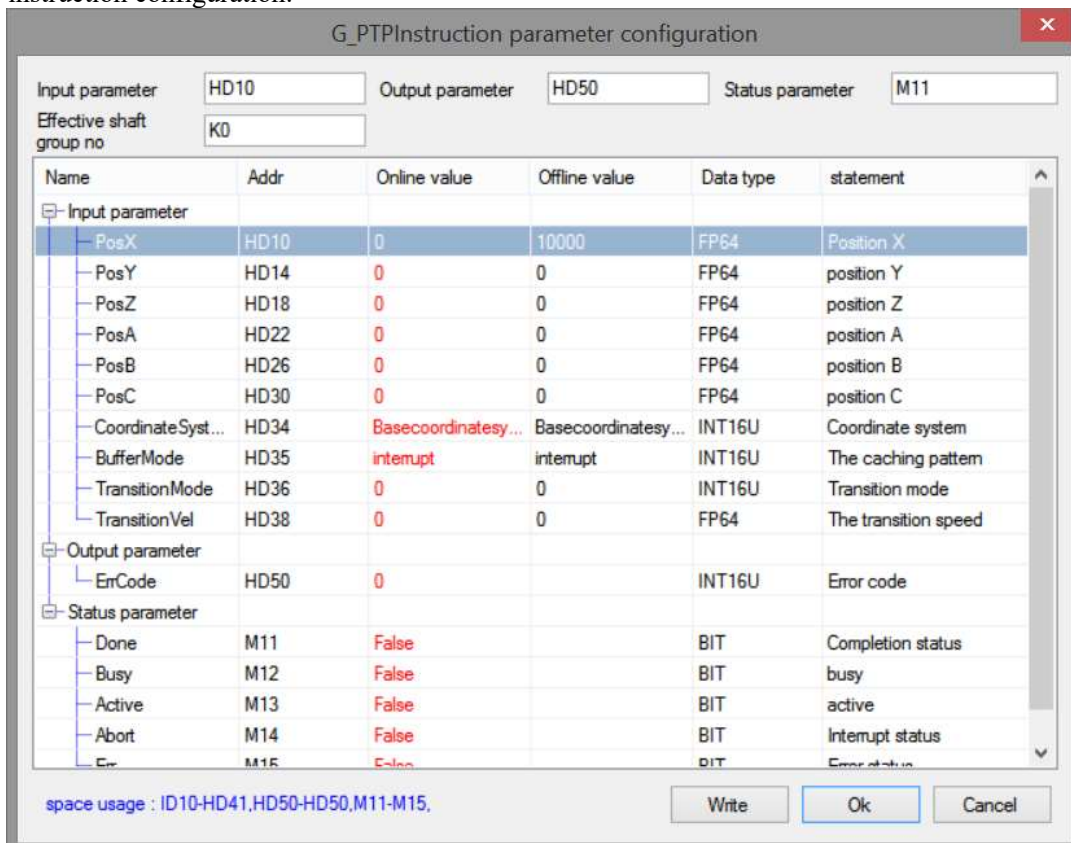 instruction configuration.
G_PTPInstruction parameter configuration
Input parameter HD10 Output parameter HD50 Status parameter M11
Effective shaft
group no K0
Name Addr Online value Offline value Data type statement
Input parameter
PosX HD10 0 10000 FP64 Position X
PosY HD14 0 0 FP64 position Y
PosZ HD18 0 0 FP64 position Z
PosA HD22 0 0 FP64 position A
PosB HD26 0 0 FP64 position B
PosC HD30 0 0 FP64 position C
CoordinateSyst... HD34 Basecoordinatesy... Basecoordinatesy... INT16U Coordinate system
BufferMode HD35 interrupt interrupt INT16U The caching pattern
TransitionMode HD36 0 0 INT16U Transition mode
TransitionVel HD38 0 0 FP64 The transition speed
Output parameter
ErrCode HD50 0 INT16U Error code
Status parameter
Done M11 False BIT Completion status
Busy M12 False BIT busy
Active M13 False BIT active
Abort M14 False BIT Interrupt status
Err M15 False BIT Error status
space usage : ID10-HD41,HD50-HD50,M11-M15,
Write Ok Cancel